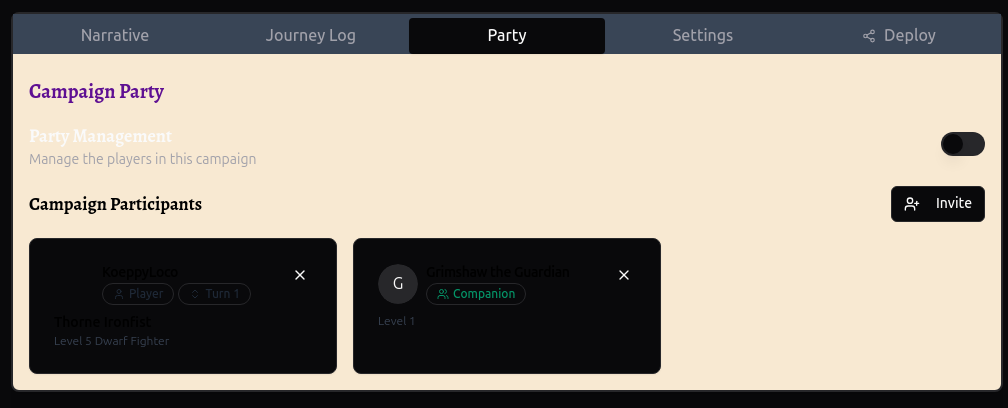 Narrative Journey Log Party Settings Deploy
Campaign Party
Party Management
Manage the players in this campaign
Campaign Participants
Invite
KoeppyLoco
Player Turn 1
Thorne Ironfist
Level 5 Dwarf Fighter
G
Grimshaw the Guardian
Companion
Level 1